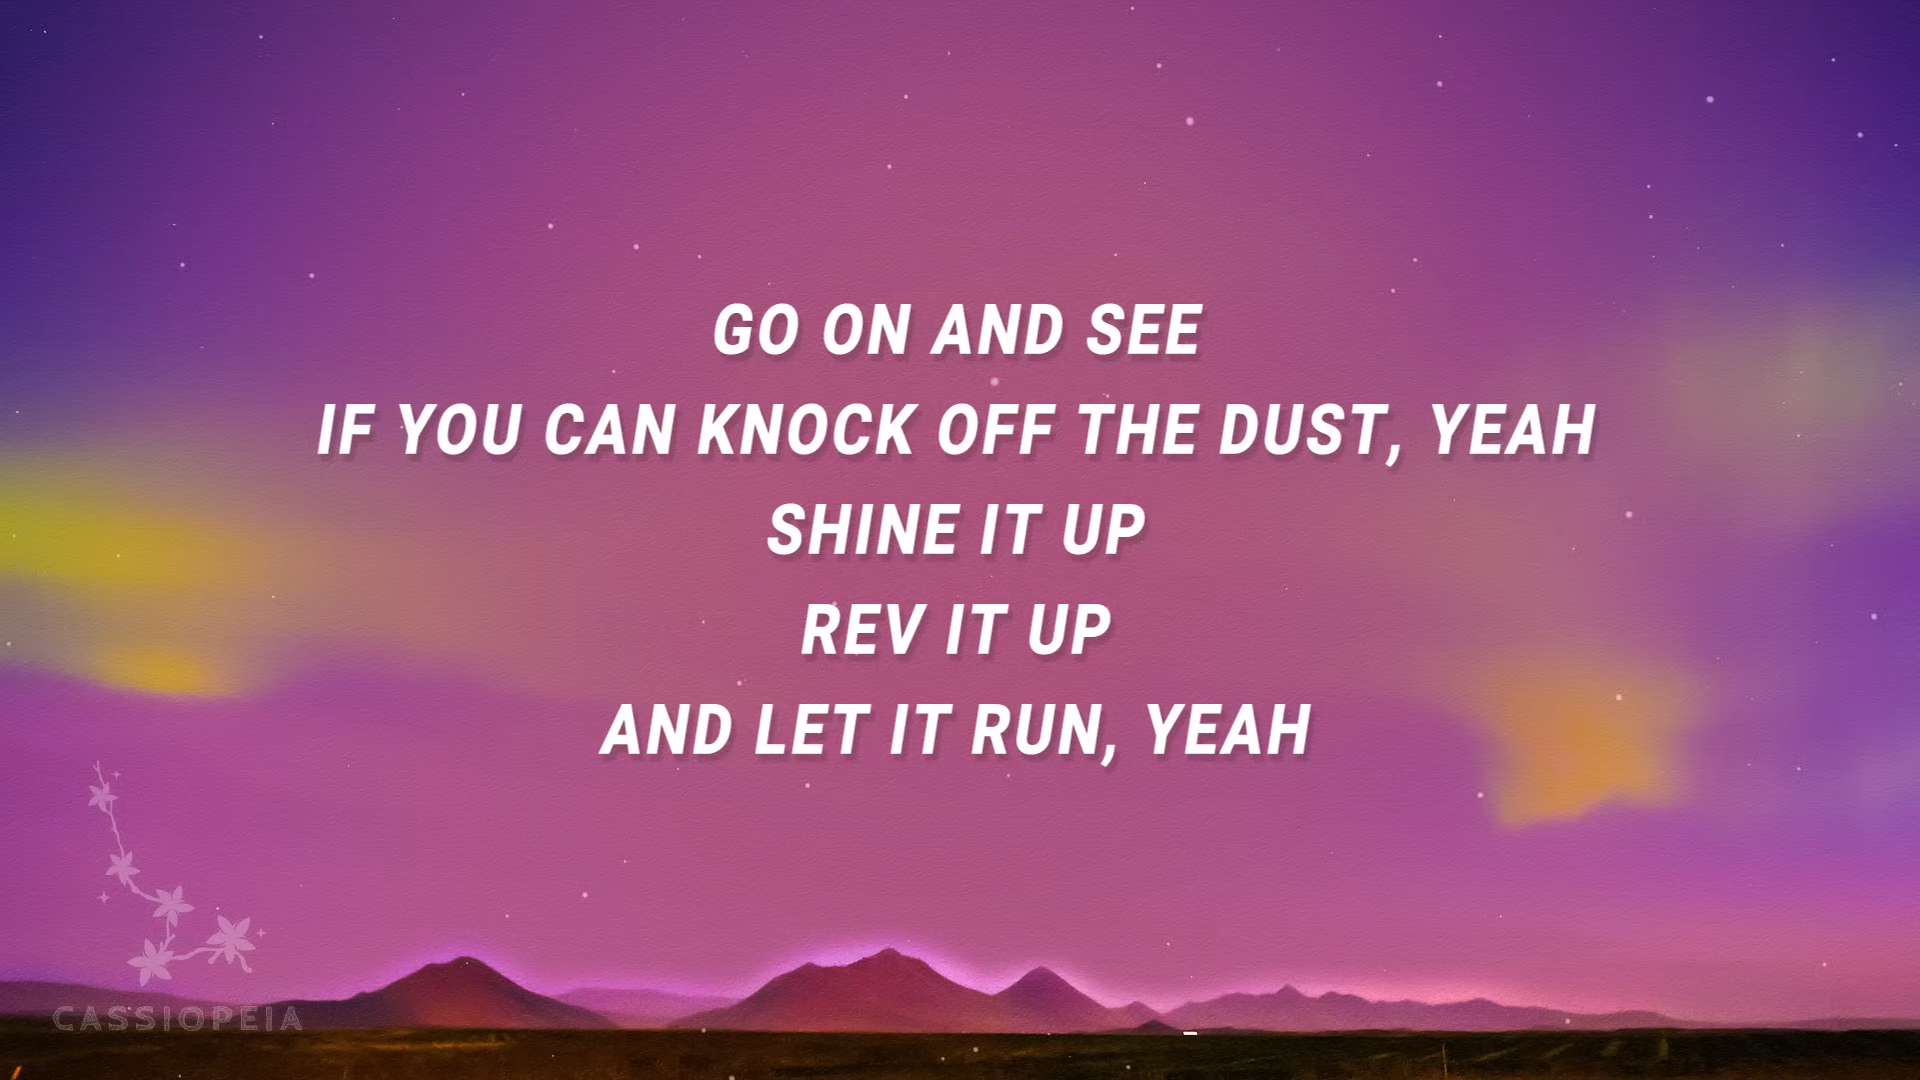 GO ON AND SEE
IF YOU CAN KNOCK OFF THE DUST, YEAH
SHINE IT UP
REV IT UP
AND LET IT RUN, YEAH
CASSIOPEIA